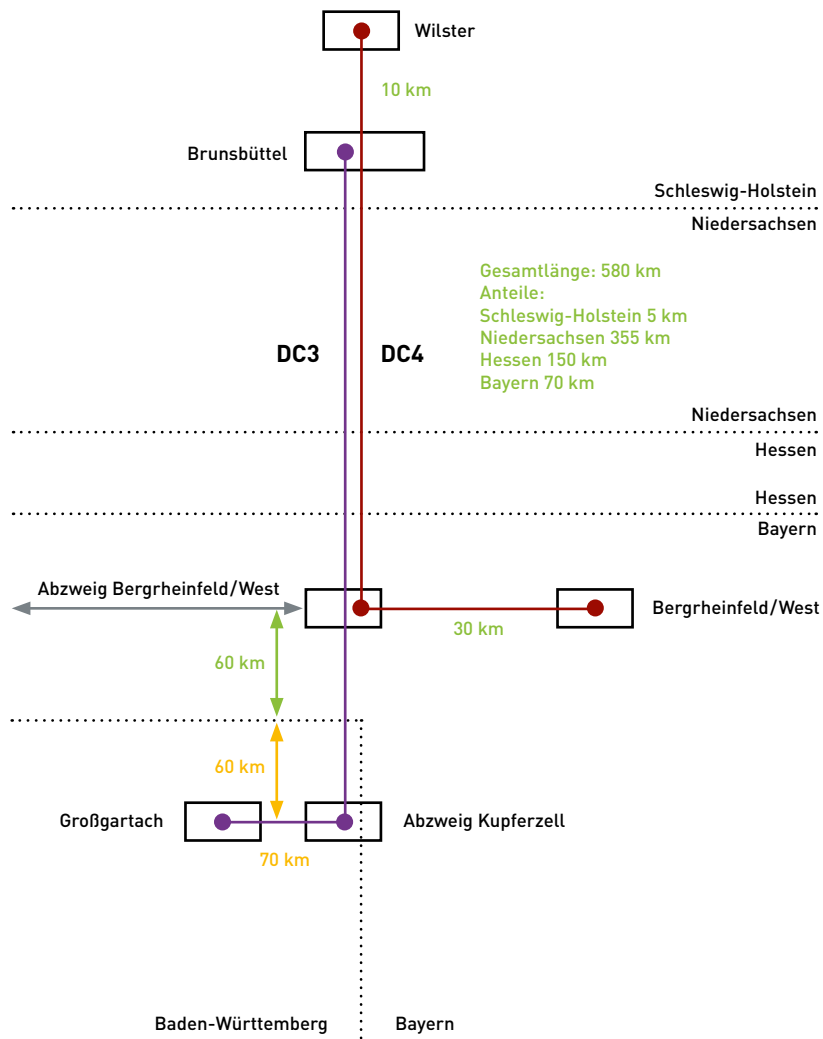 Wilster
10 km
Brunsbüttel
Schleswig-Holstein
Niedersachsen
Gesamtlänge: 580 km
Anteile:
Schleswig-Holstein 5 km
Niedersachsen 355 km
Hessen 150 km
Bayern 70 km
DC3
DC4
Niedersachsen
Hessen
Hessen
Bayern
Abzweig Bergrheinfeld/West
Bergrheinfeld/West
30 km
60 km
60 km
Großgartach
Abzweig Kupferzell
70 km
Baden-Württemberg
Bayern